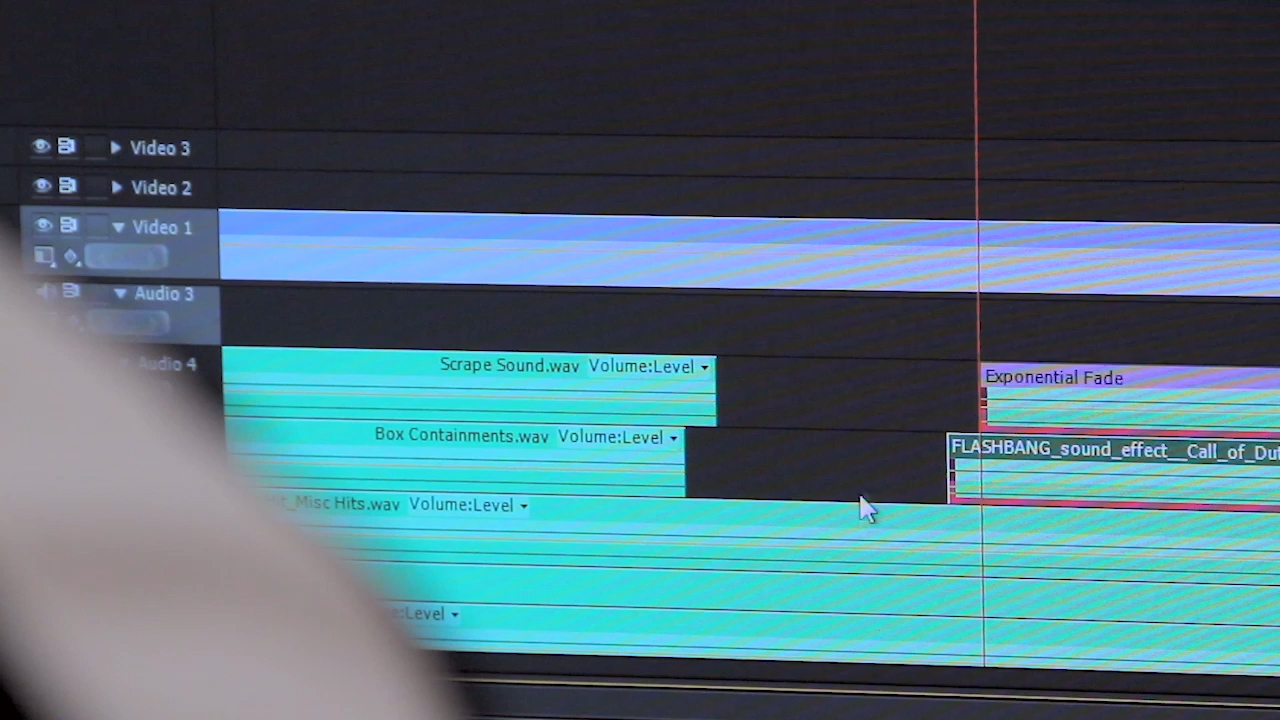 Video 3
Video 2
Video 1
Audio 3
Audio 4
Scrape Sound.wav Volume:Level
Exponential Fade
Box Containments.wav Volume:Level
FLASHBANG_sound_effect__Call_of_Dut
_Misc Hits.wav Volume:Level
:Level